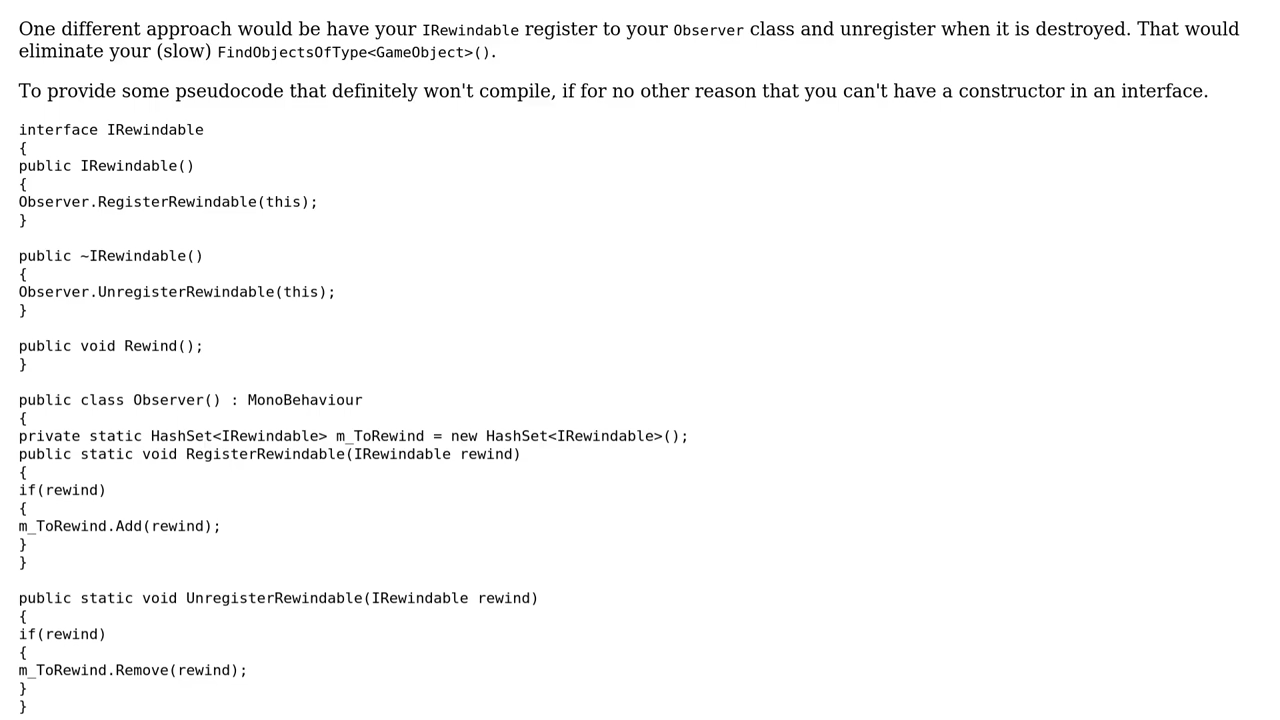 One different approach would be have your IRewindable register to your Observer class and unregister when it is destroyed. That would
eliminate your (slow) FindObjectsOfType<GameObject>().
To provide some pseudocode that definitely won't compile, if for no other reason that you can't have a constructor in an interface.
interface IRewindable
{
public IRewindable()
{
Observer.RegisterRewindable(this);
}
public ~IRewindable()
{
Observer.UnregisterRewindable(this);
}
public void Rewind();
}
public class Observer() : MonoBehaviour
{
private static HashSet<IRewindable> m_ToRewind = new HashSet<IRewindable>();
public static void RegisterRewindable(IRewindable rewind)
{
if(rewind)
{
m_ToRewind.Add(rewind);
}
}
public static void UnregisterRewindable(IRewindable rewind)
{
if(rewind)
{
m_ToRewind.Remove(rewind);
}
}